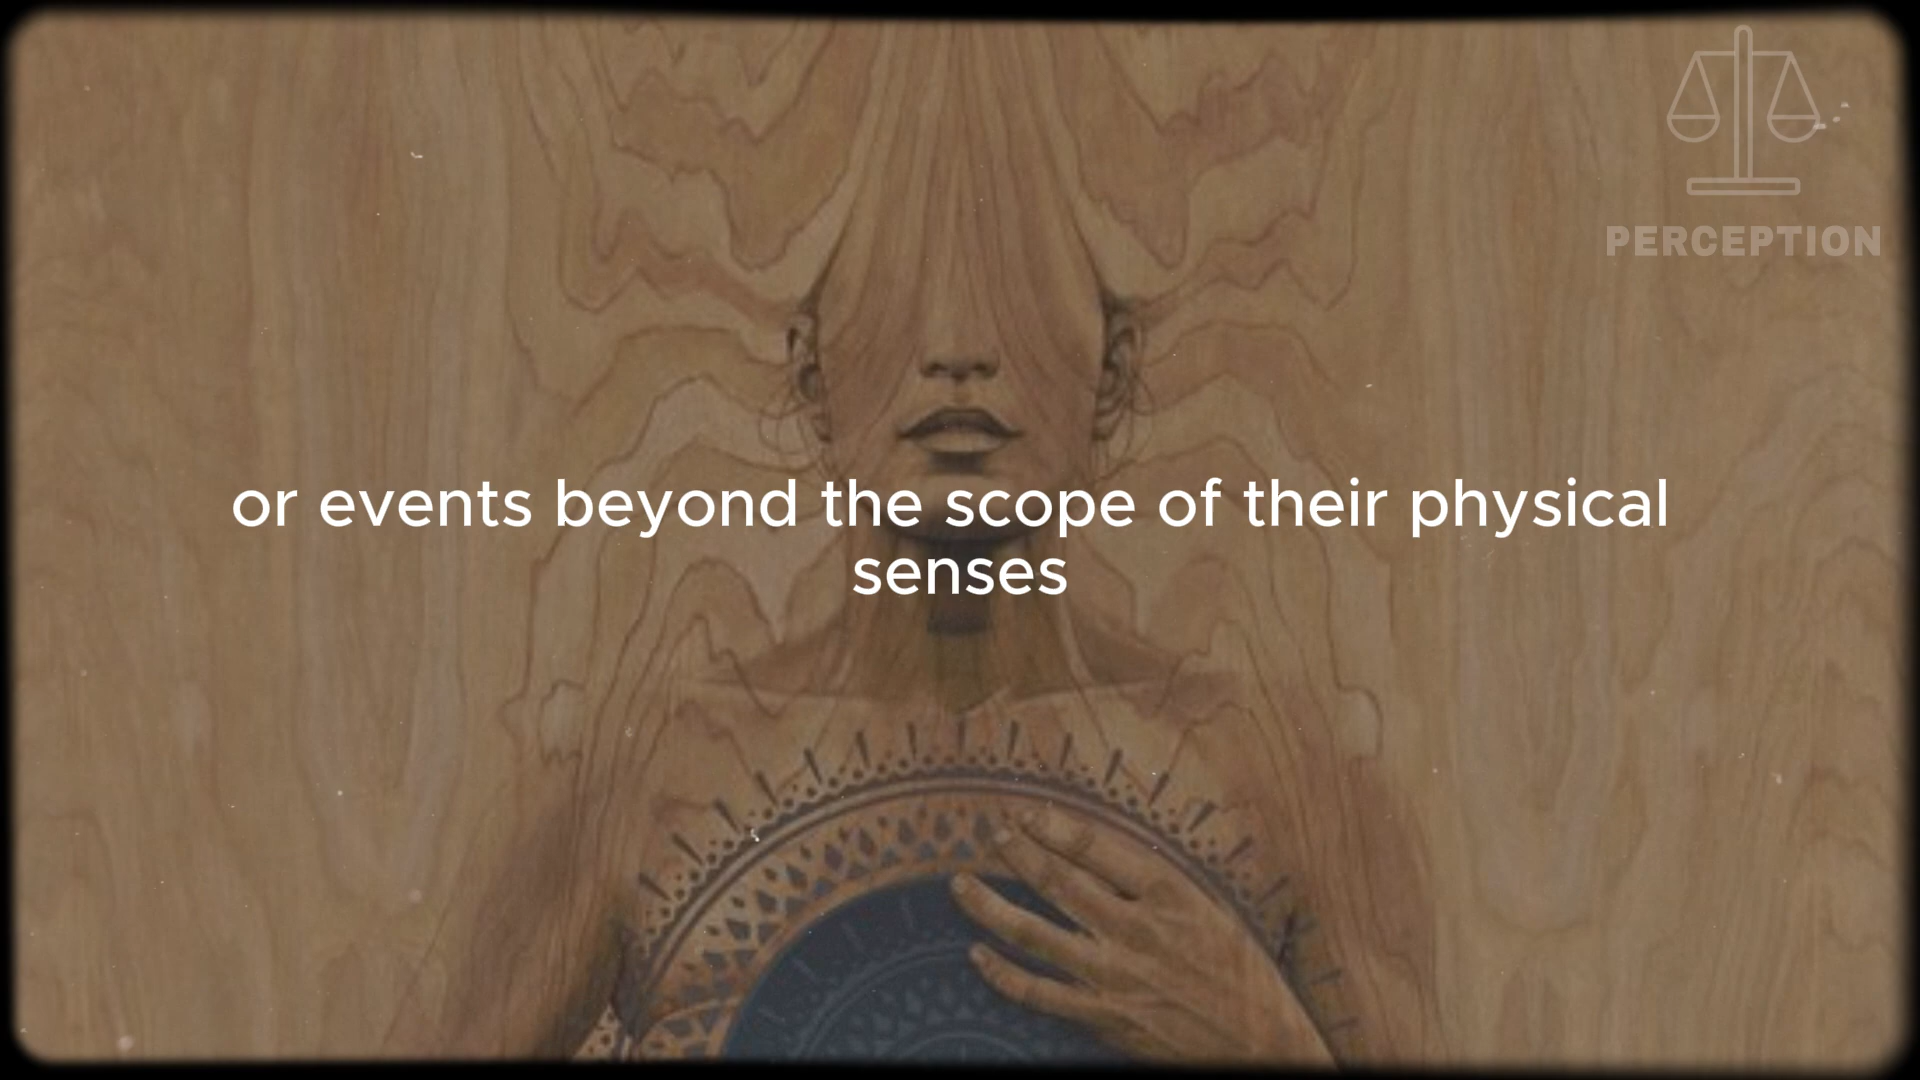 PERCEPTION
or events beyond the scope of their physical
senses